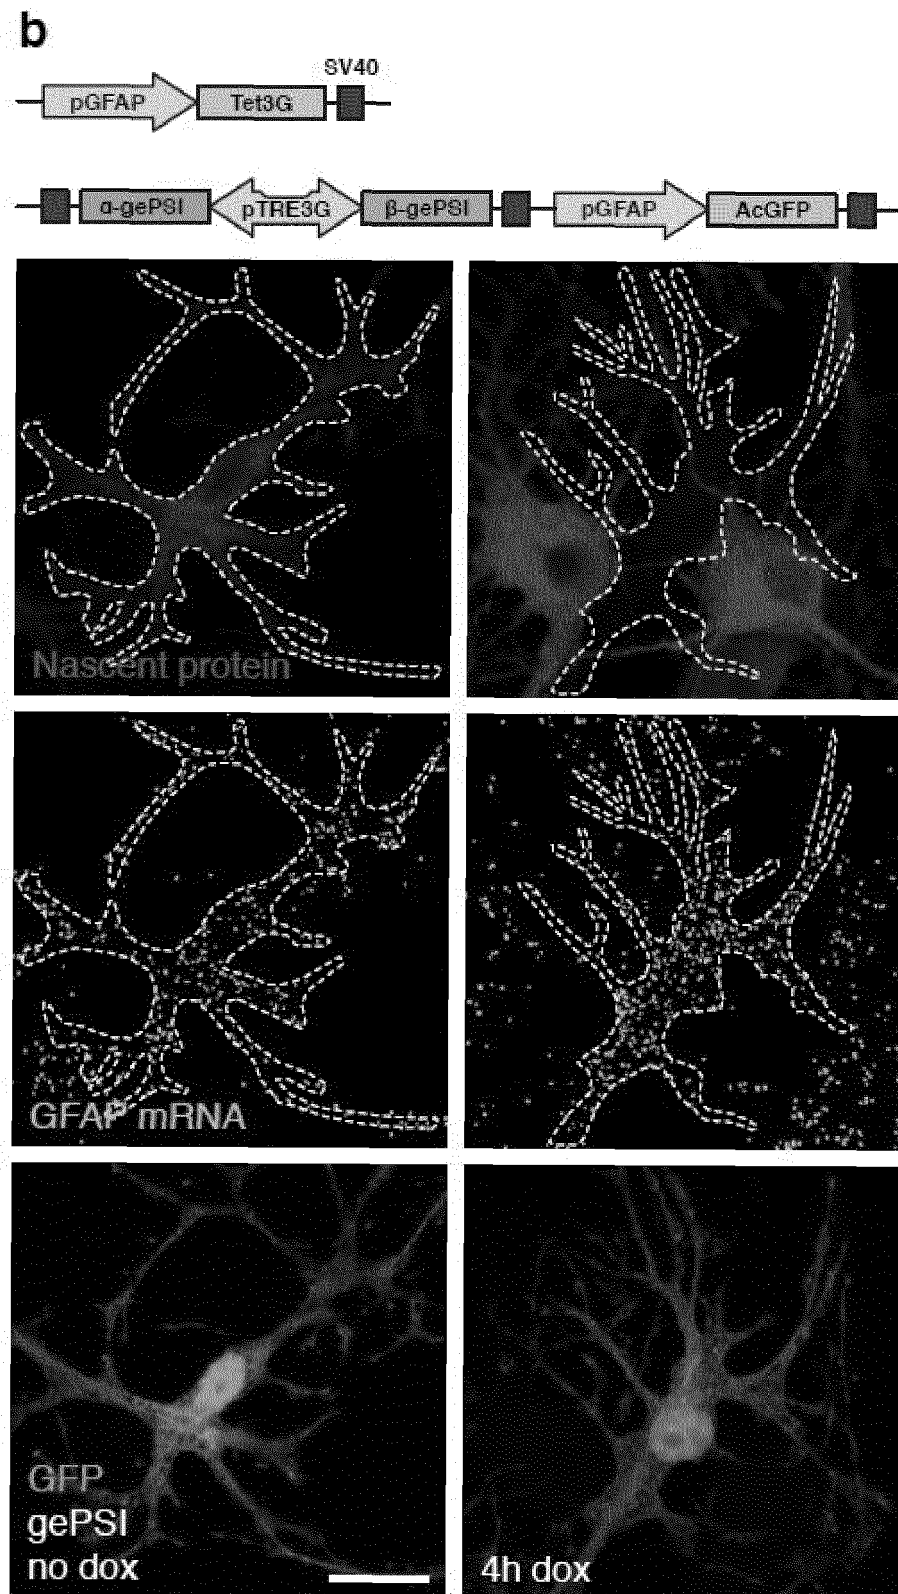 b
SV40
pGFAP Tet3G
α-gePSI pTRE3G β-gePSI pGFAP AcGFP
Nascent protein
GFAP mRNA
GFP
gePSI
no dox
4h dox